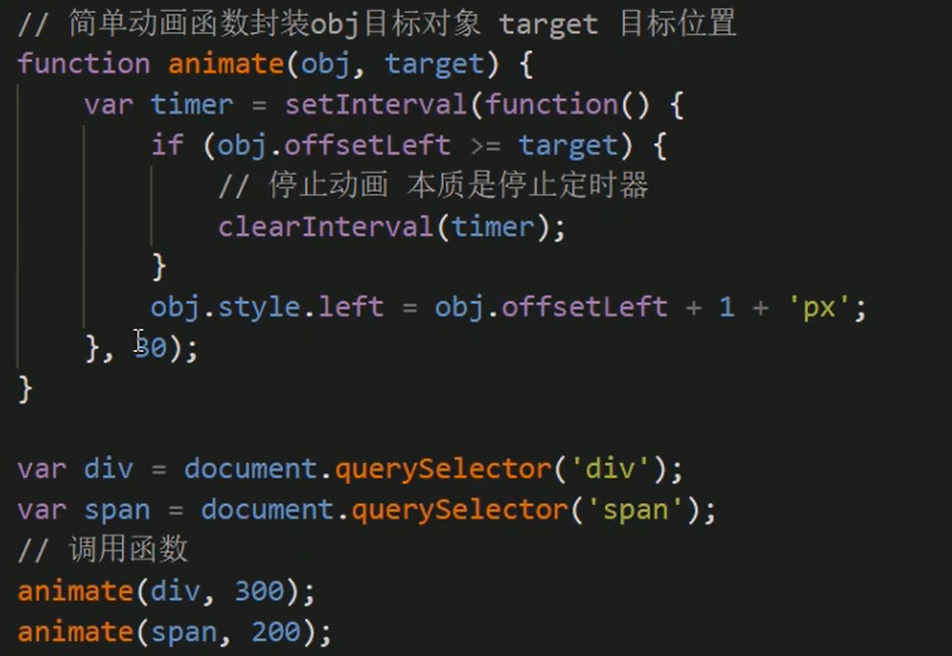 // 简单动画函数封装obj目标对象 target 目标位置
function animate(obj, target) {
var timer = setInterval(function() {
if (obj.offsetLeft >= target) {
// 停止动画 本质是停止定时器
clearInterval(timer);
}
obj.style.left = obj.offsetLeft + 1 + 'px';
}, 30);
}
var div = document.querySelector('div');
var span = document.querySelector('span');
// 调用函数
animate(div, 300);
animate(span, 200);